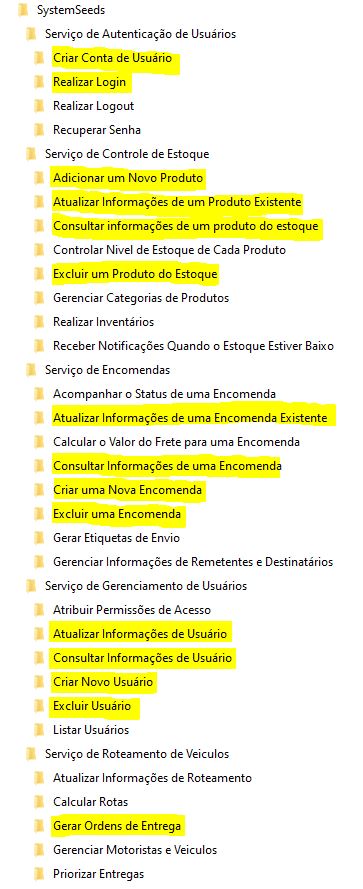 SystemSeeds
Serviço de Autenticação de Usuários
Criar Conta de Usuário
Realizar Login
Realizar Logout
Recuperar Senha
Serviço de Controle de Estoque
Adicionar um Novo Produto
Atualizar Informações de um Produto Existente
Consultar informações de um produto do estoque
Controlar Nivel de Estoque de Cada Produto
Excluir um Produto do Estoque
Gerenciar Categorias de Produtos
Realizar Inventários
Receber Notificações Quando o Estoque Estiver Baixo
Serviço de Encomendas
Acompanhar o Status de uma Encomenda
Atualizar Informações de uma Encomenda Existente
Calcular o Valor do Frete para uma Encomenda
Consultar Informações de uma Encomenda
Criar uma Nova Encomenda
Excluir uma Encomenda
Gerar Etiquetas de Envio
Gerenciar Informações de Remetentes e Destinatários
Serviço de Gerenciamento de Usuários
Atribuir Permissões de Acesso
Atualizar Informações de Usuário
Consultar Informações de Usuário
Criar Novo Usuário
Excluir Usuário
Listar Usuários
Serviço de Roteamento de Veiculos
Atualizar Informações de Roteamento
Calcular Rotas
Gerar Ordens de Entrega
Gerenciar Motoristas e Veiculos
Priorizar Entregas